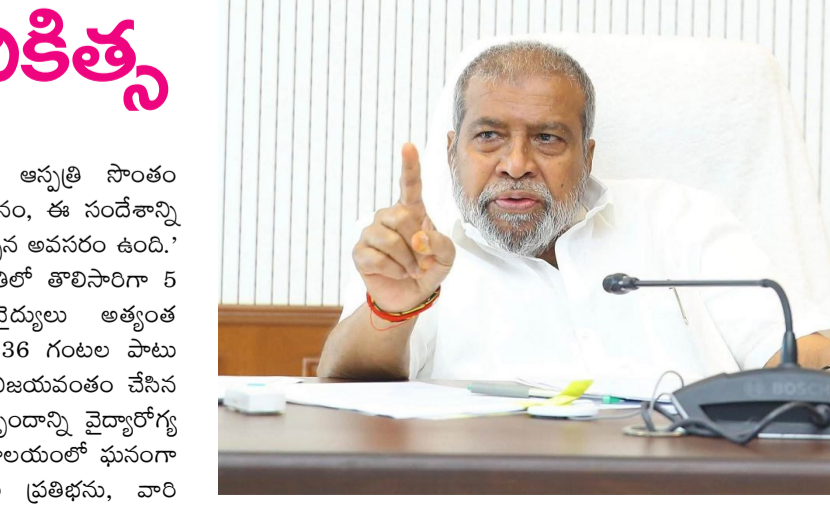 చికిత్స
ఆస్పత్రి సొంతం
నం, ఈ సందేశాన్ని
న అవసరం ఉంది.’
తిలో తొలిసారిగా 5
వైద్యులు అత్యంత
36 గంటల పాటు
విజయవంతం చేసిన
బృందాన్ని వైద్యారోగ్య
లయంలో ఘనంగా
ప్రతిభను, వారి
BOSCH